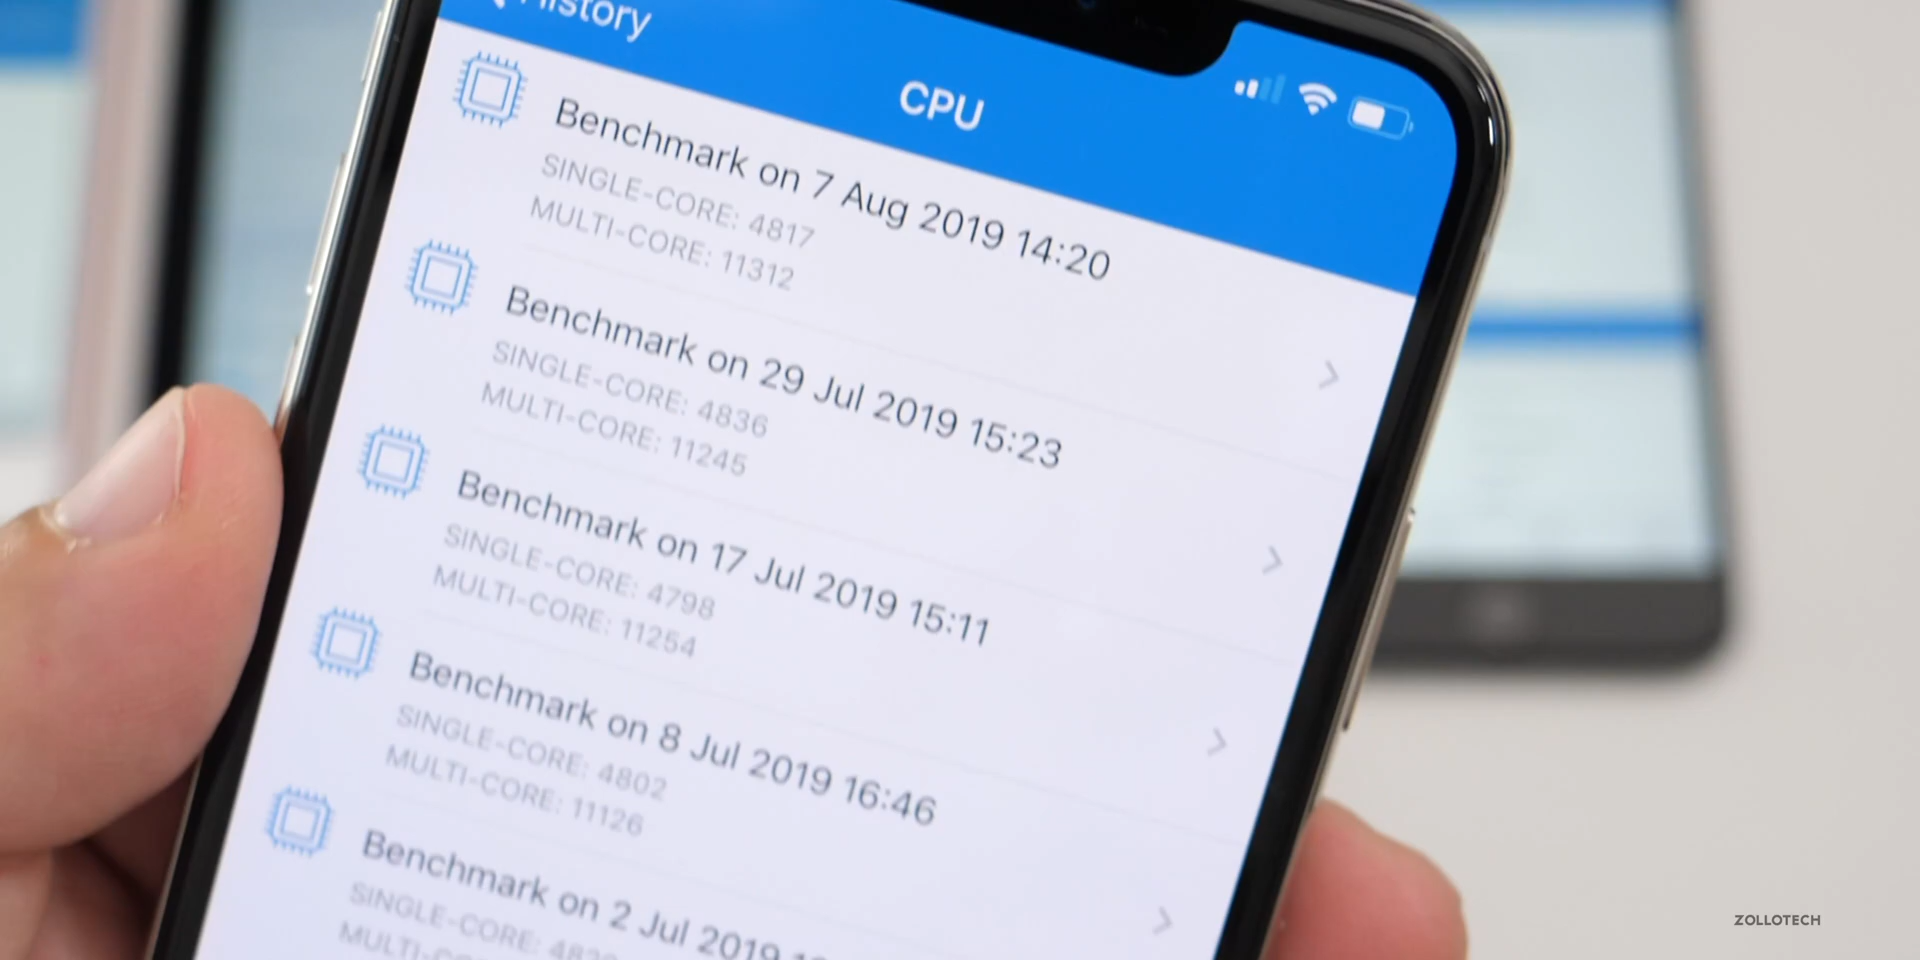 History
CPU
Benchmark on 7 Aug 2019 14:20
SINGLE-CORE: 4817
MULTI-CORE: 11312
Benchmark on 29 Jul 2019 15:23
SINGLE-CORE: 4836
MULTI-CORE: 11245
Benchmark on 17 Jul 2019 15:11
SINGLE-CORE: 4798
MULTI-CORE: 11254
Benchmark on 8 Jul 2019 16:46
SINGLE-CORE: 4802
MULTI-CORE: 11126
Benchmark on 2 Jul 2019
SINGLE-CORE:
ZOLLOTECH